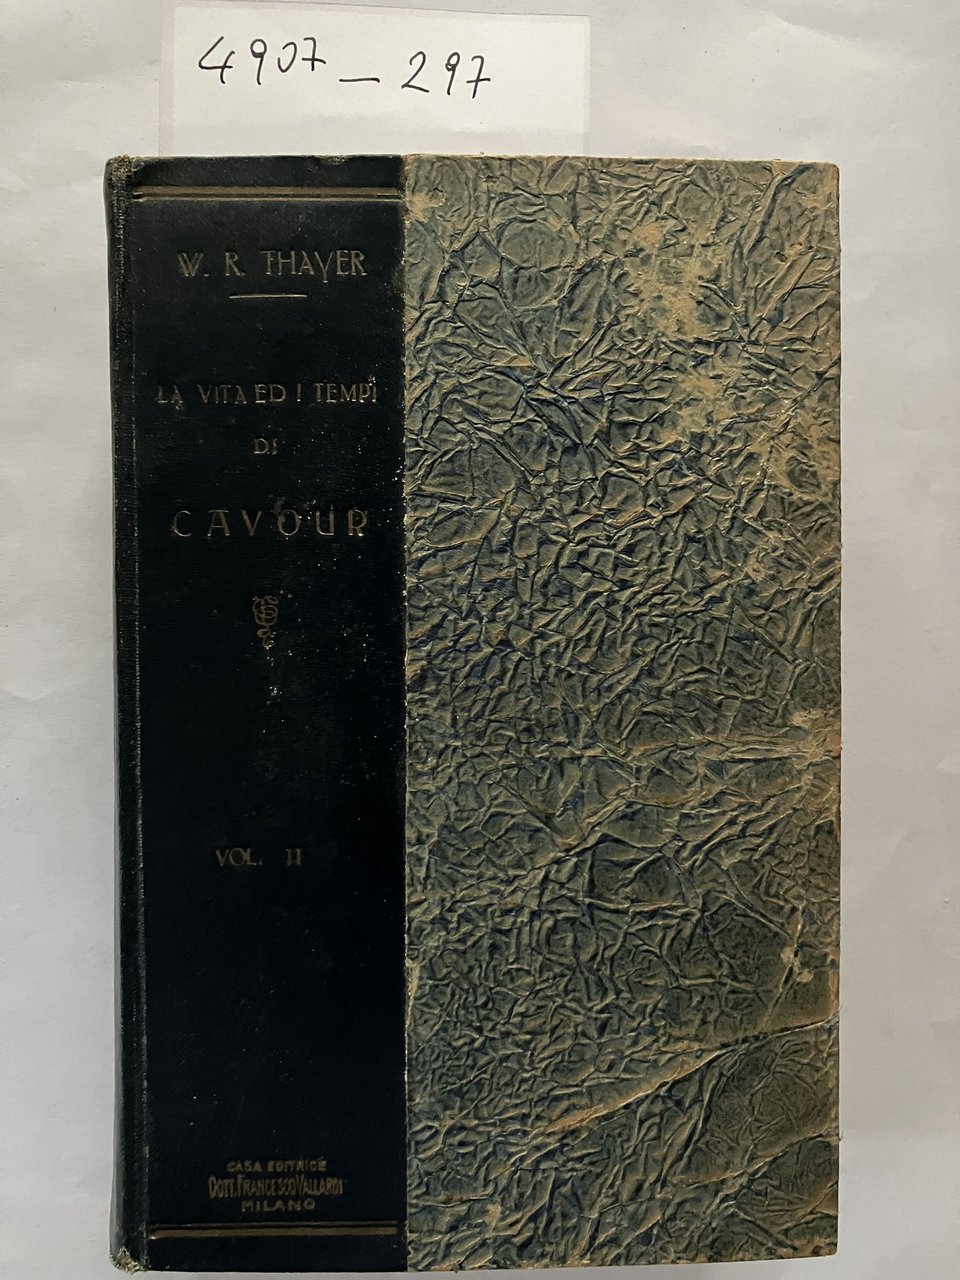 4907 - 297
W. R. THAYER
LA VITA ED I TEMPI
DI
CAVOUR
VOL. II
CASA EDITRICE
DOTT. FRANCESCO VALLARDI
MILANO